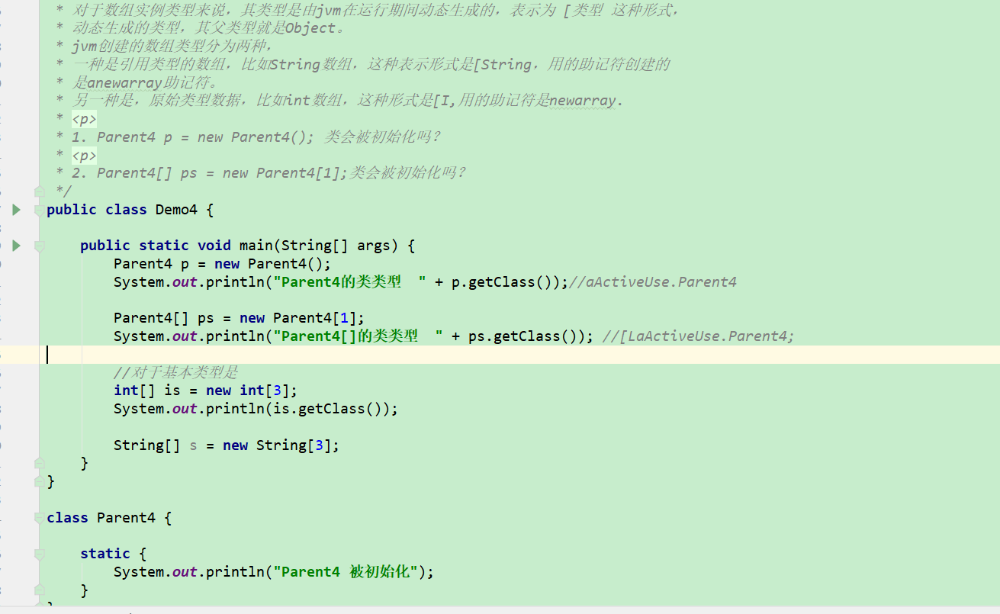 * 对于数组实例类型来说，其类型是由jvm在运行期间动态生成的，表示为 [类型 这种形式，
* 动态生成的类型，其父类型就是Object。
* jvm创建的数组类型分为两种，
* 一种是引用类型的数组，比如String数组，这种表示形式是[String，用的助记符创建的
* 是anewarray助记符。
* 另一种是，原始类型数据，比如int数组，这种形式是[I,用的助记符是newarray.
* <p>
* 1. Parent4 p = new Parent4(); 类会被初始化吗？
* <p>
* 2. Parent4[] ps = new Parent4[1];类会被初始化吗？
*/
public class Demo4 {
public static void main(String[] args) {
Parent4 p = new Parent4();
System.out.println("Parent4的类类型  " + p.getClass());//aActiveUse.Parent4
Parent4[] ps = new Parent4[1];
System.out.println("Parent4[]的类类型  " + ps.getClass()); //[LaActiveUse.Parent4;
//对于基本类型是
int[] is = new int[3];
System.out.println(is.getClass());
String[] s = new String[3];
}
}
class Parent4 {
static {
System.out.println("Parent4 被初始化");
}